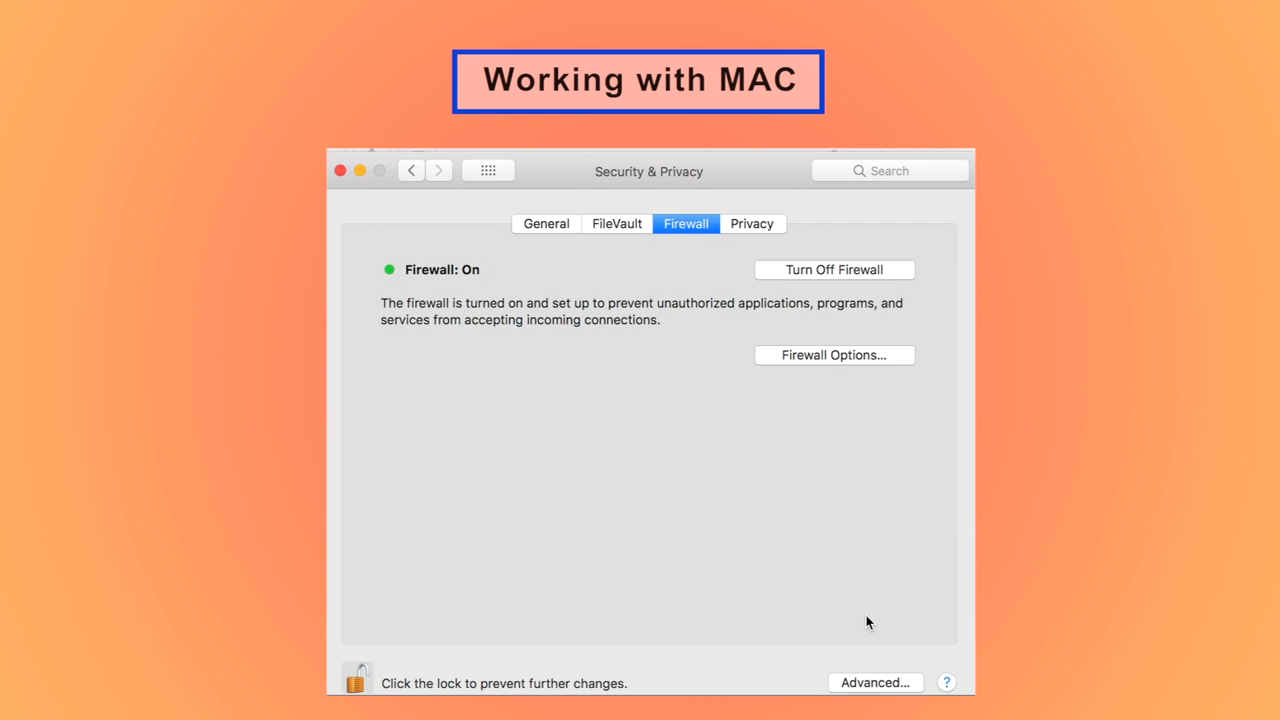 Working with MAC
Security & Privacy
Search
General
FileVault
Firewall
Privacy
Firewall: On
Turn Off Firewall
The firewall is turned on and set up to prevent unauthorized applications, programs, and
services from accepting incoming connections.
Firewall Options...
Click the lock to prevent further changes.
Advanced...
?